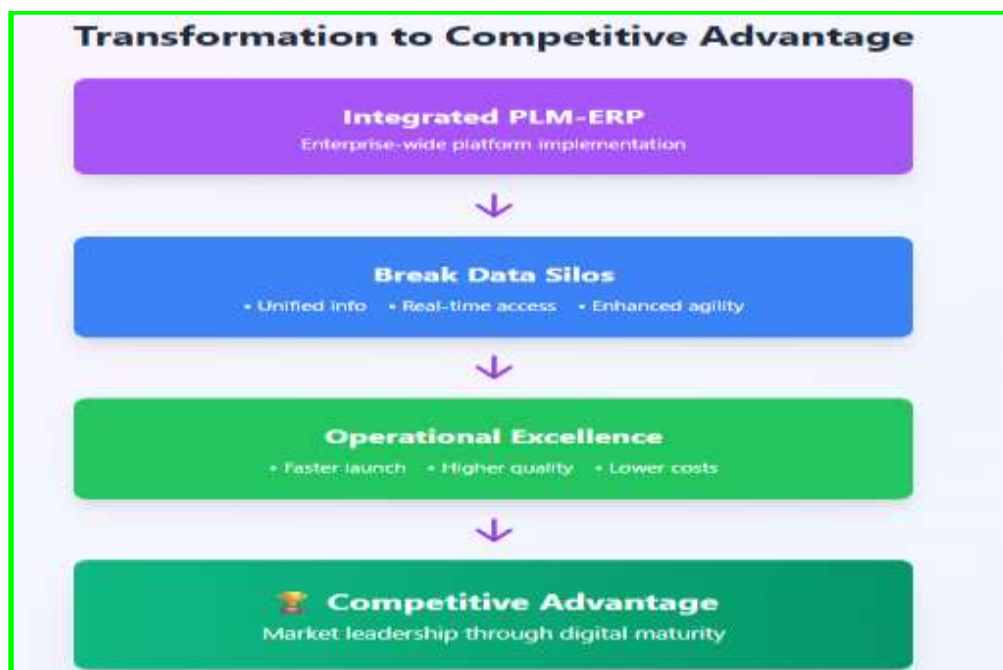 Transformation to Competitive Advantage
Integrated PLM-ERP
Enterprise-wide platform implementation
Break Data Silos
• Unified info • Real-time access • Enhanced agility
Operational Excellence
• Faster launch • Higher quality • Lower costs
🏆 Competitive Advantage
Market leadership through digital maturity